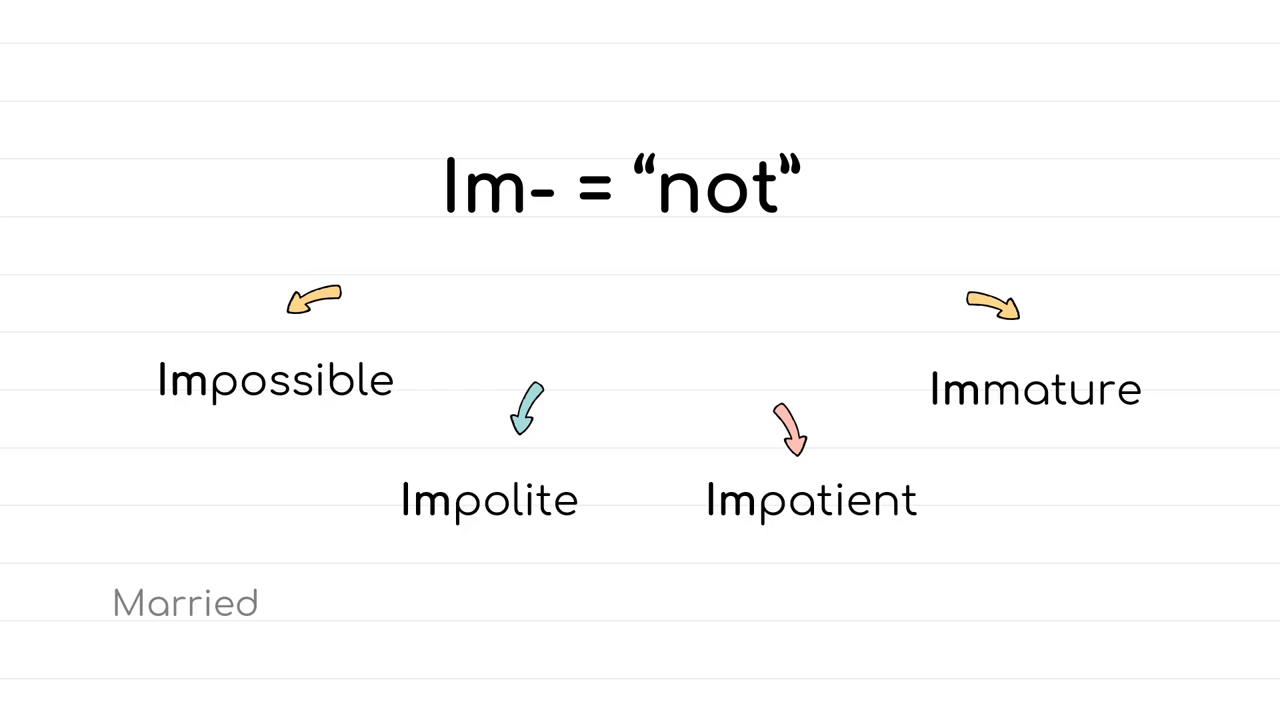 Im- = “not”
Impossible
Immature
Impolite
Impatient
Married